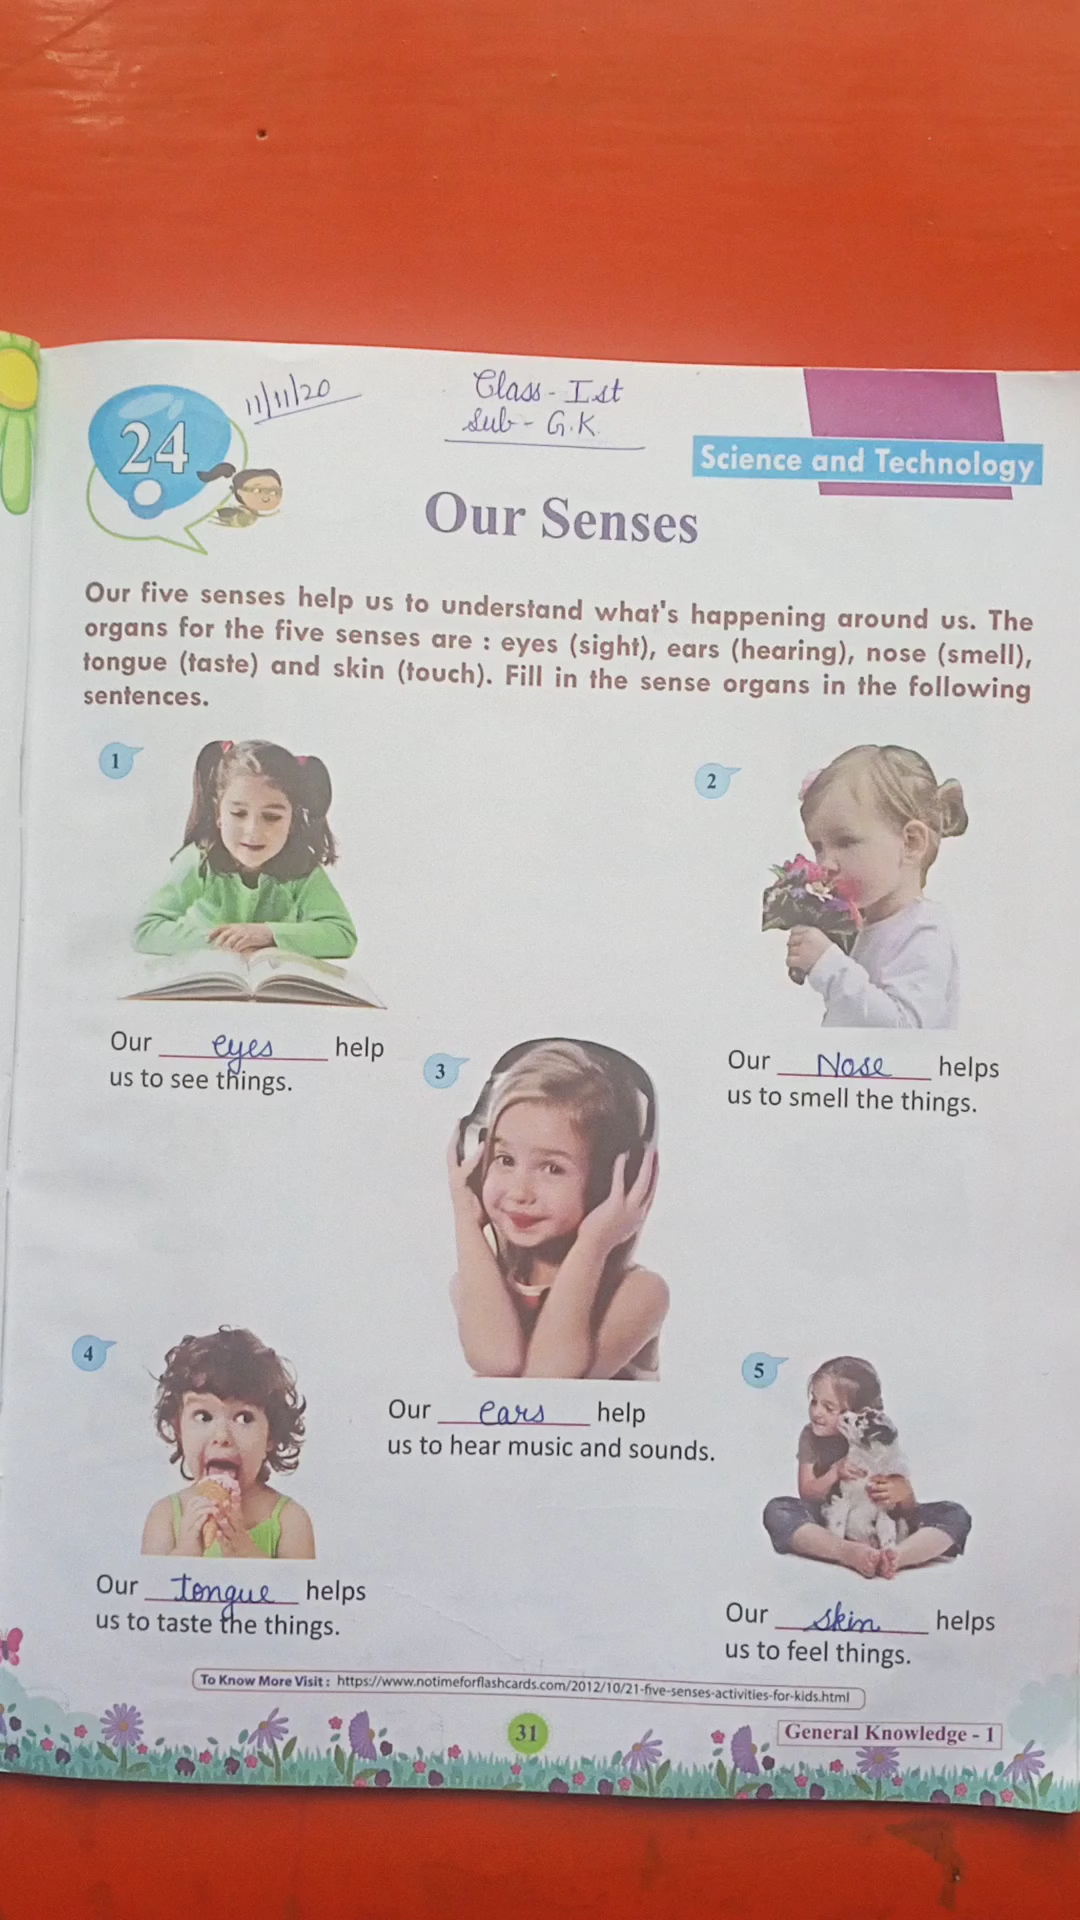 11/11/20
Class - Ist
Sub - G.K.
24
Science and Technology
Our Senses
Our five senses help us to understand what's happening around us. The
organs for the five senses are : eyes (sight), ears (hearing), nose (smell),
tongue (taste) and skin (touch). Fill in the sense organs in the following
sentences.
1
Our eyes help
us to see things.
2
Our Nose helps
us to smell the things.
3
Our ears help
us to hear music and sounds.
4
Our tongue helps
us to taste the things.
5
Our skin helps
us to feel things.
To Know More Visit : https://www.notimeforflashcards.com/2012/10/21-five-senses-activities-for-kids.html
31
General Knowledge - 1